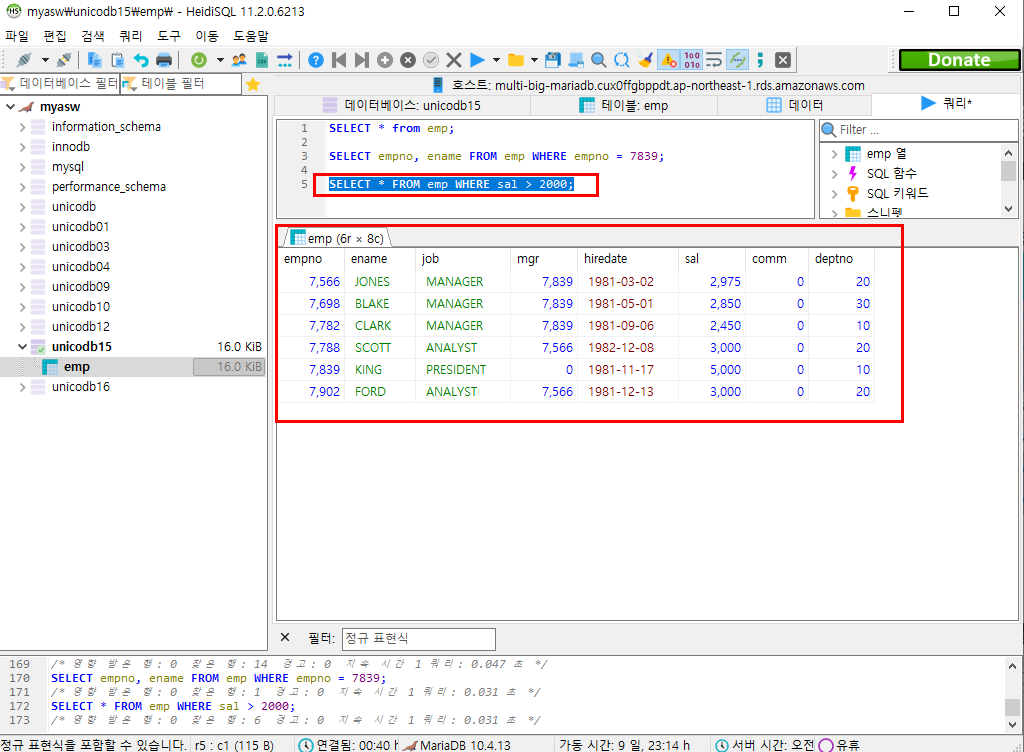 myasw\unicodb15\emp\ - HeidiSQL 11.2.0.6213
파일 편집 검색 쿼리 도구 이동 도움말
Donate
데이터베이스 필터 테이블 필터
호스트: multi-big-mariadb.cux0ffgbppdt.ap-northeast-1.rds.amazonaws.com
데이터베이스: unicodb15 테이블: emp 데이터 쿼리*
myasw
information_schema
innodb
mysql
performance_schema
unicodb
unicodb01
unicodb03
unicodb04
unicodb09
unicodb10
unicodb12
unicodb15 16.0 KiB
emp 16.0 KiB
unicodb16
1 SELECT * from emp;
2
3 SELECT empno, ename FROM emp WHERE empno = 7839;
4
5 SELECT * FROM emp WHERE sal > 2000;
Filter ...
emp 열
SQL 함수
SQL 키워드
스니펫
emp (6r × 8c)
empno ename job mgr hiredate sal comm deptno
7,566 JONES MANAGER 7,839 1981-03-02 2,975 0 20
7,698 BLAKE MANAGER 7,839 1981-05-01 2,850 0 30
7,782 CLARK MANAGER 7,839 1981-09-06 2,450 0 10
7,788 SCOTT ANALYST 7,566 1982-12-08 3,000 0 20
7,839 KING PRESIDENT 0 1981-11-17 5,000 0 10
7,902 FORD ANALYST 7,566 1981-12-13 3,000 0 20
필터: 정규 표현식
169 /* 영향 받은 행: 0 찾은 행: 14 경고: 0 지속 시간 1 쿼리: 0.047 초 */
170 SELECT empno, ename FROM emp WHERE empno = 7839;
171 /* 영향 받은 행: 0 찾은 행: 1 경고: 0 지속 시간 1 쿼리: 0.031 초 */
172 SELECT * FROM emp WHERE sal > 2000;
173 /* 영향 받은 행: 0 찾은 행: 6 경고: 0 지속 시간 1 쿼리: 0.031 초 */
정규 표현식을 포함할 수 있습니다. r5 : c1 (115 B) 연결됨: 00:40 h MariaDB 10.4.13 가동 시간: 9 일, 23:14 h 서버 시간: 오전 유휴